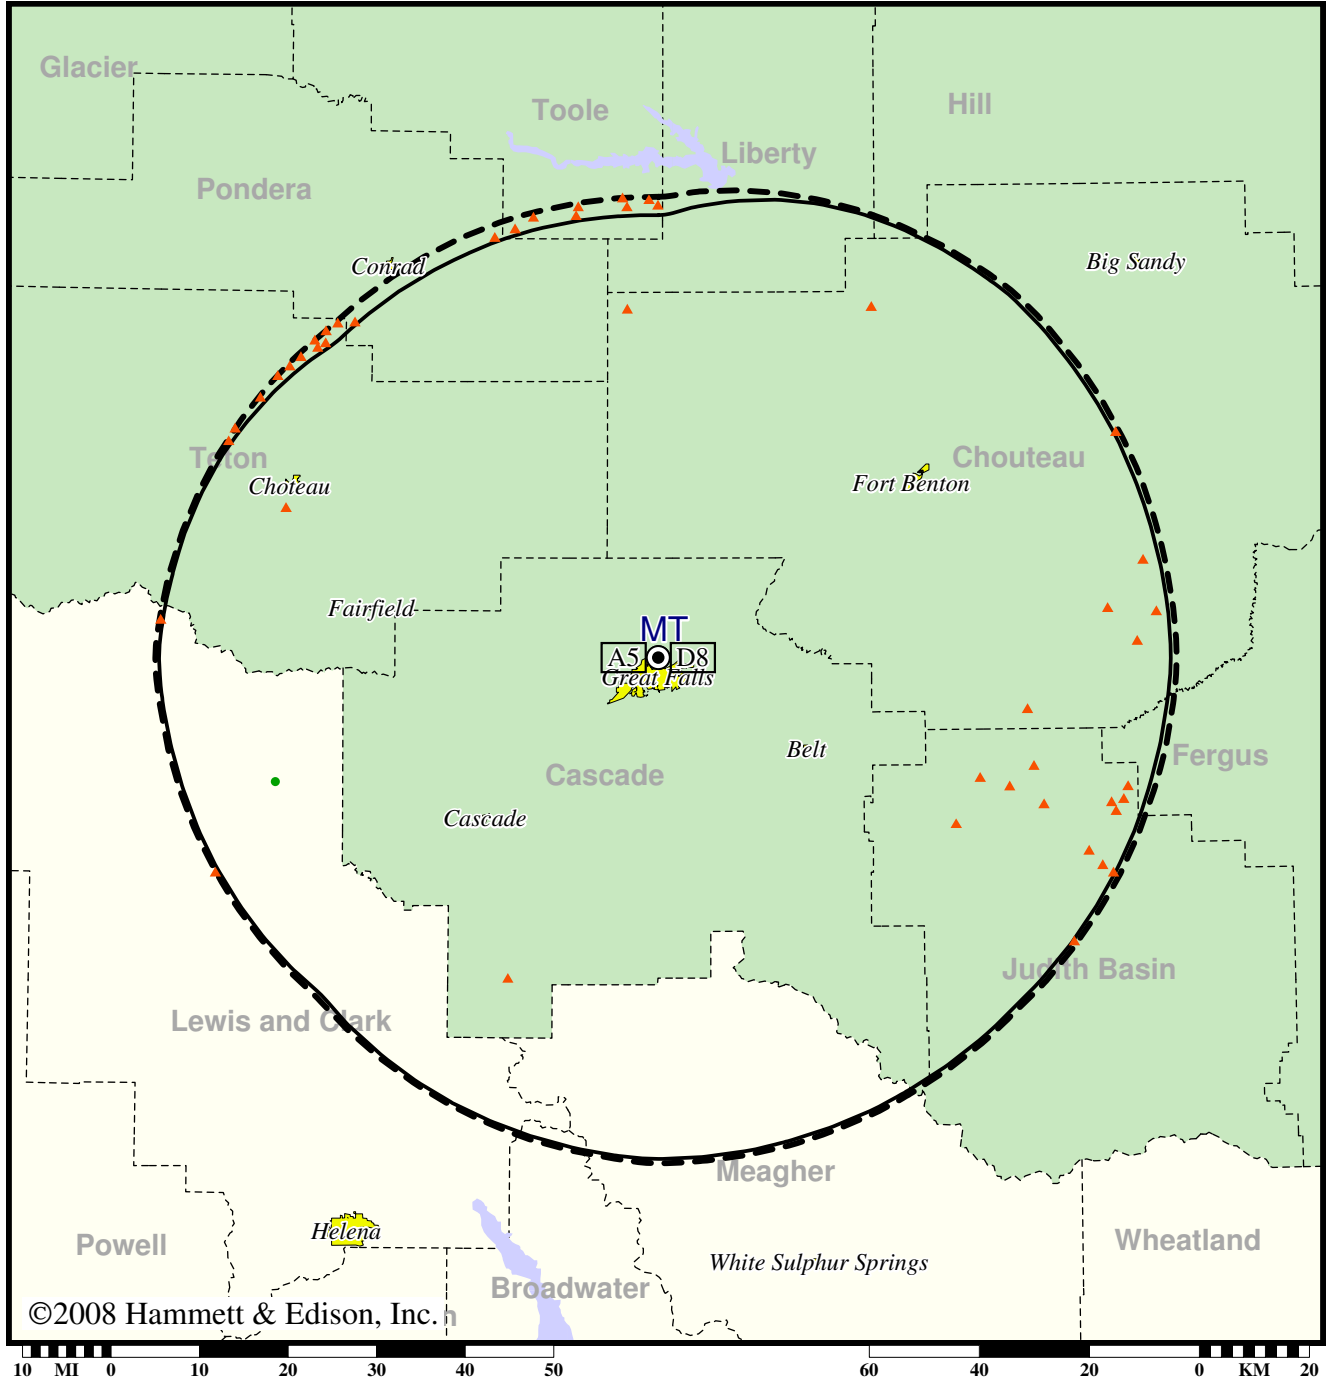 Glacier
Toole
Hill
Liberty
Pondera
Conrad
Big Sandy
Teton
Choteau
Chouteau
Fort Benton
Fairfield
MT
A5 D8
Great Falls
Belt
Fergus
Cascade
Cascade
Judith Basin
Lewis and Clark
Meagher
Helena
Powell
Wheatland
White Sulphur Springs
Broadwater
©2008 Hammett & Edison, Inc.
n
10 MI 0 10 20 30 40 50 60 40 20 0 KM 20